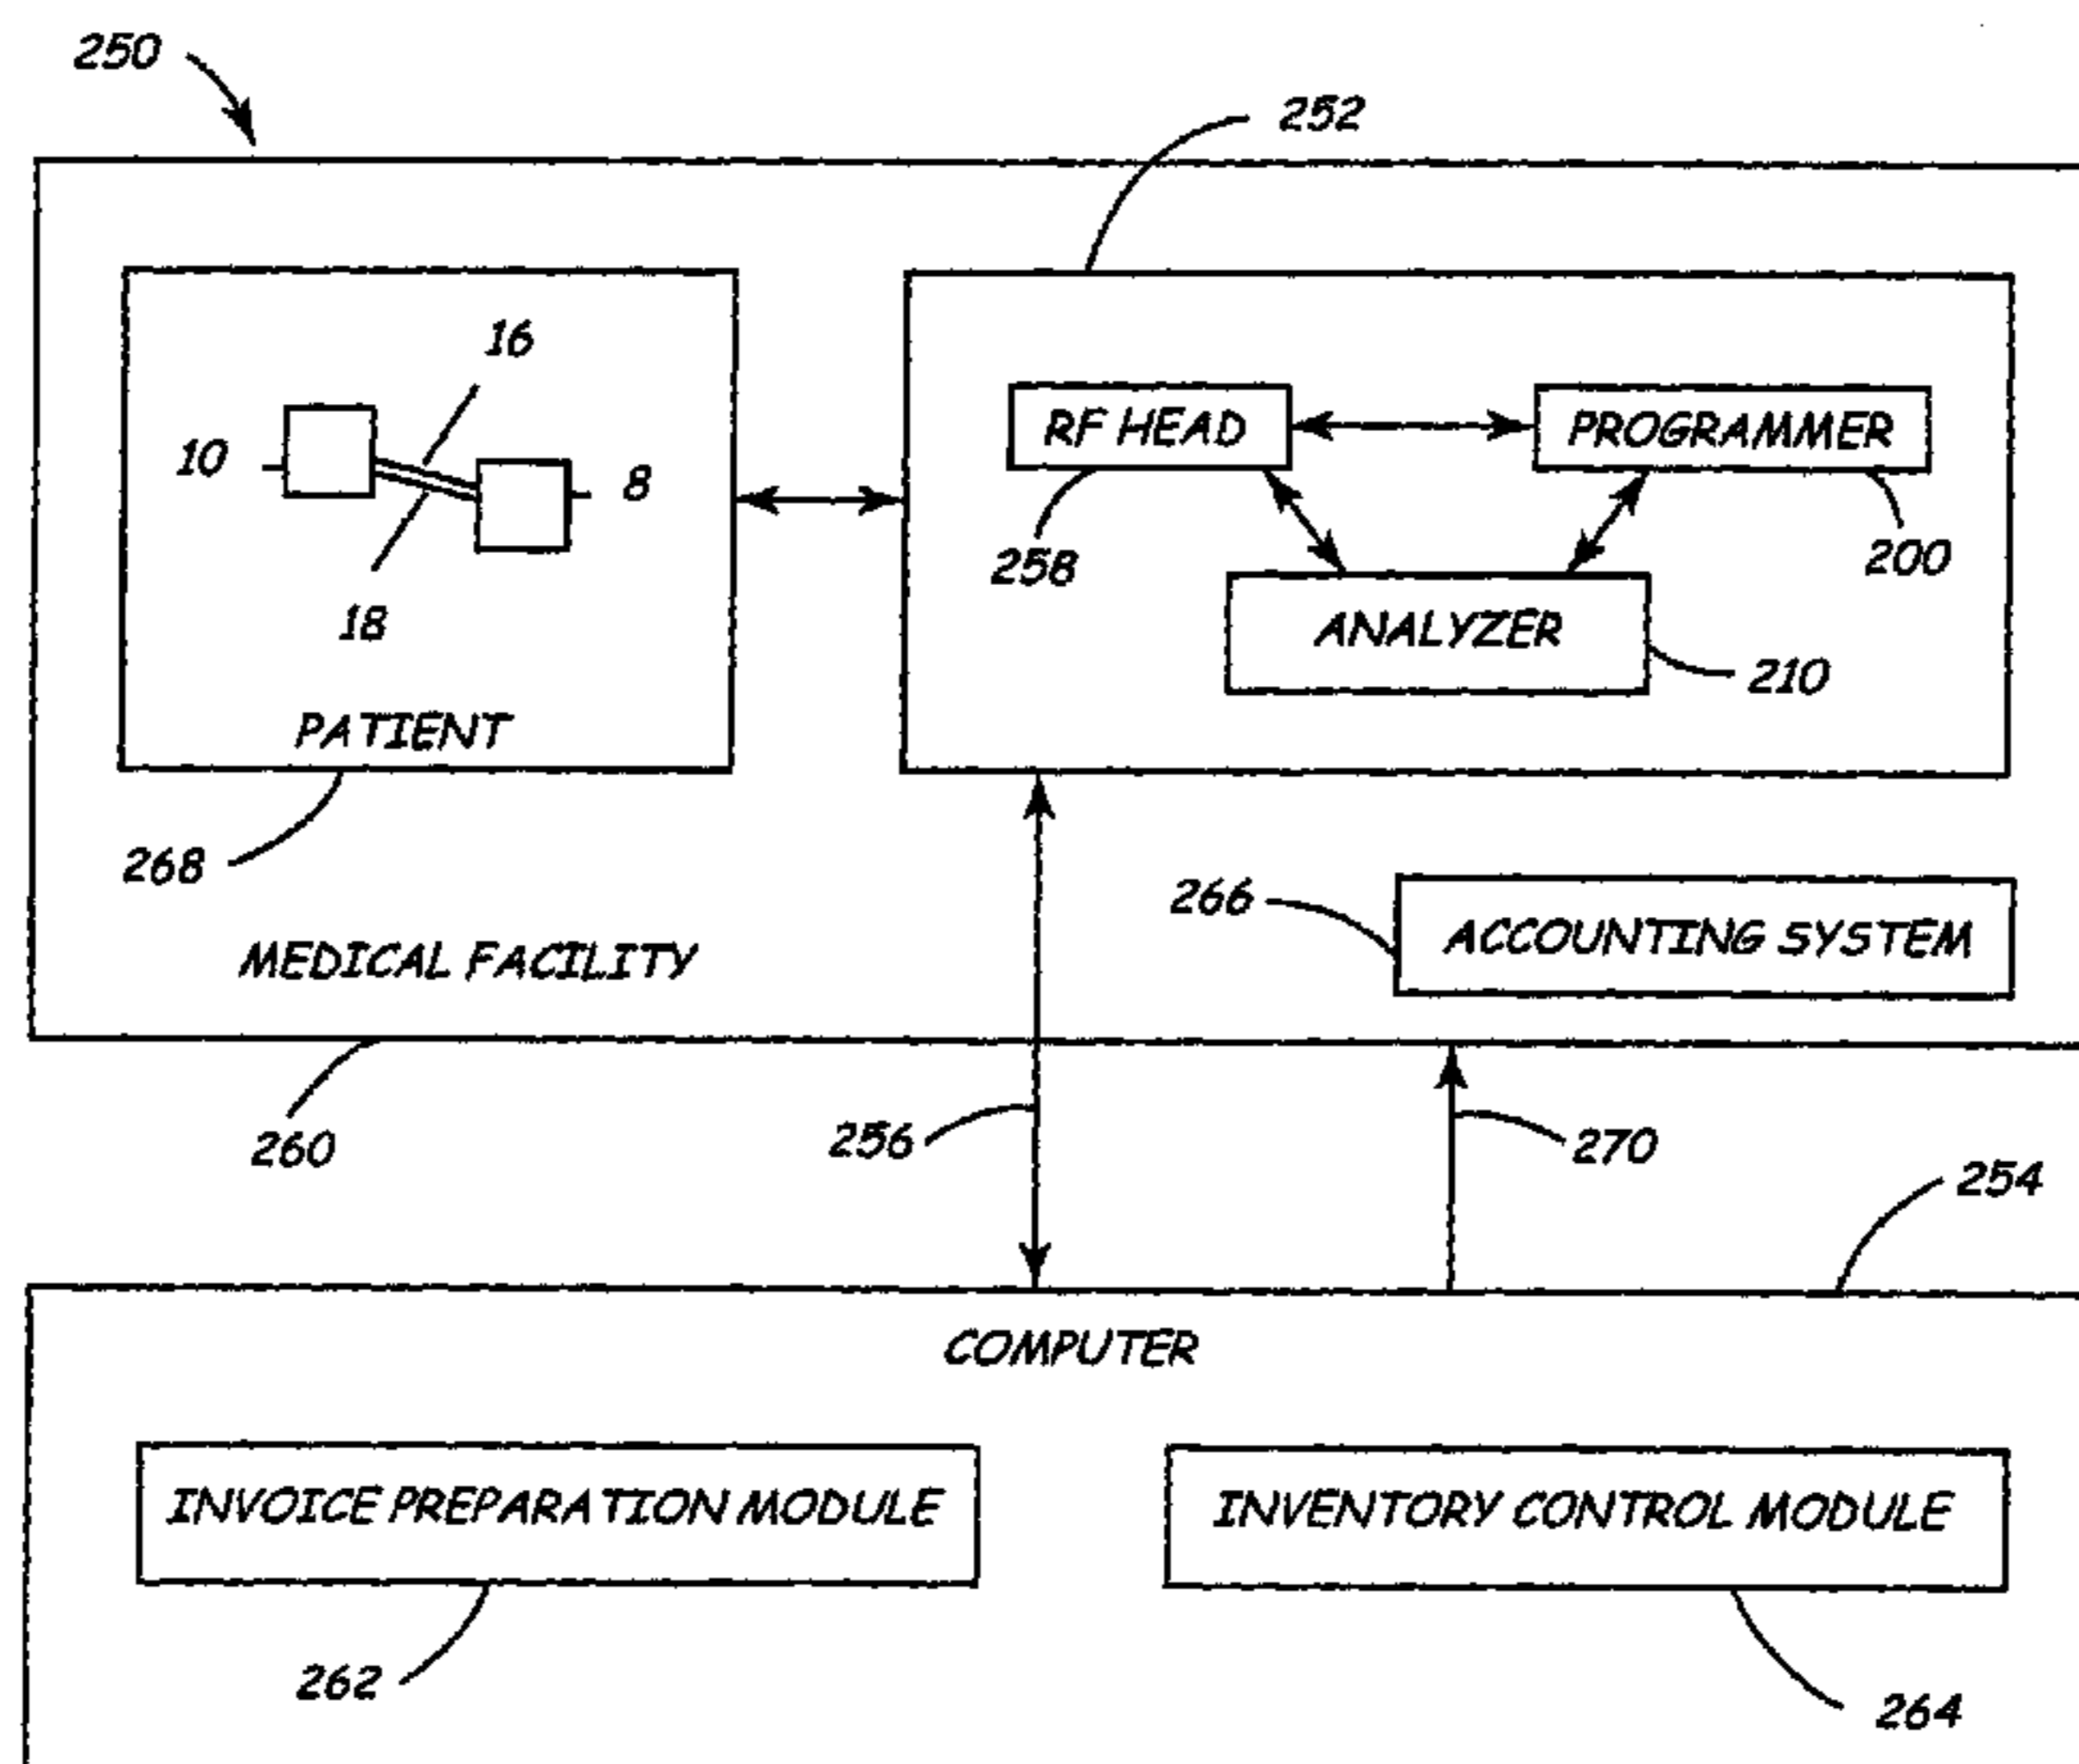 250
252
16
10
8
18
PATIENT
RF HEAD
PROGRAMMER
258
200
ANALYZER
210
268
266
ACCOUNTING SYSTEM
MEDICAL FACILITY
260
256
270
254
COMPUTER
INVOICE PREPARATION MODULE
INVENTORY CONTROL MODULE
262
264